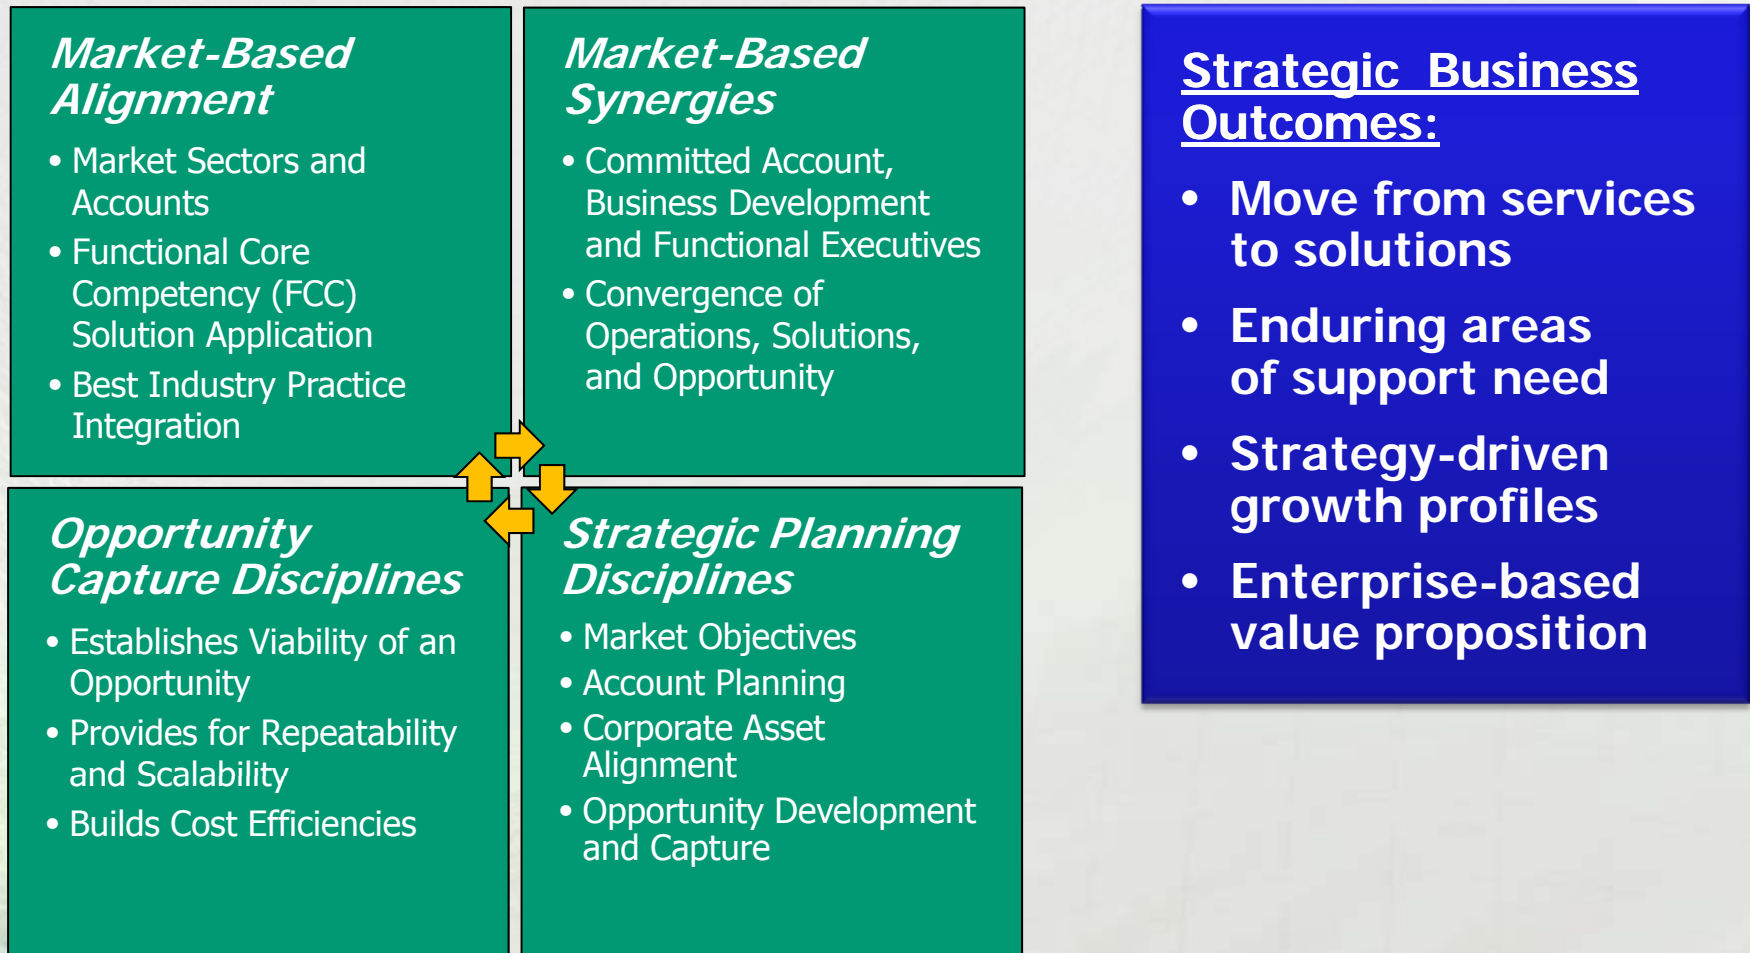 Market-Based
Alignment
• Market Sectors and
Accounts
• Functional Core
Competency (FCC)
Solution Application
• Best Industry Practice
Integration
Market-Based
Synergies
• Committed Account,
Business Development
and Functional Executives
• Convergence of
Operations, Solutions,
and Opportunity
Opportunity
Capture Disciplines
• Establishes Viability of an
Opportunity
• Provides for Repeatability
and Scalability
• Builds Cost Efficiencies
Strategic Planning
Disciplines
• Market Objectives
• Account Planning
• Corporate Asset
Alignment
• Opportunity Development
and Capture
Strategic Business
Outcomes:
• Move from services
to solutions
• Enduring areas
of support need
• Strategy-driven
growth profiles
• Enterprise-based
value proposition